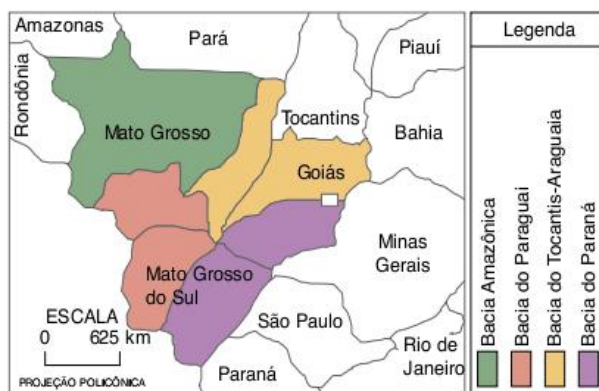 Amazonas
Pará
Piauí
Rondônia
Tocantins
Mato Grosso
Bahia
Goiás
Minas
Gerais
Mato Grosso
do Sul
ESCALA
0 625 km
São Paulo
Rio de
Janeiro
Paraná
PROJEÇÃO POLICÔNICA
Legenda
Bacia Amazônica
Bacia do Paraguai
Bacia do Tocantis-Araguaia
Bacia do Paraná